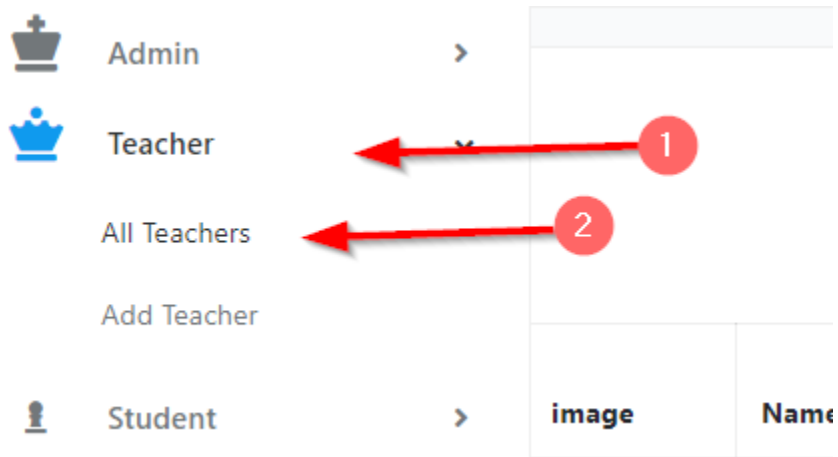 Admin
Teacher
1
All Teachers
2
Add Teacher
Student
image
Name